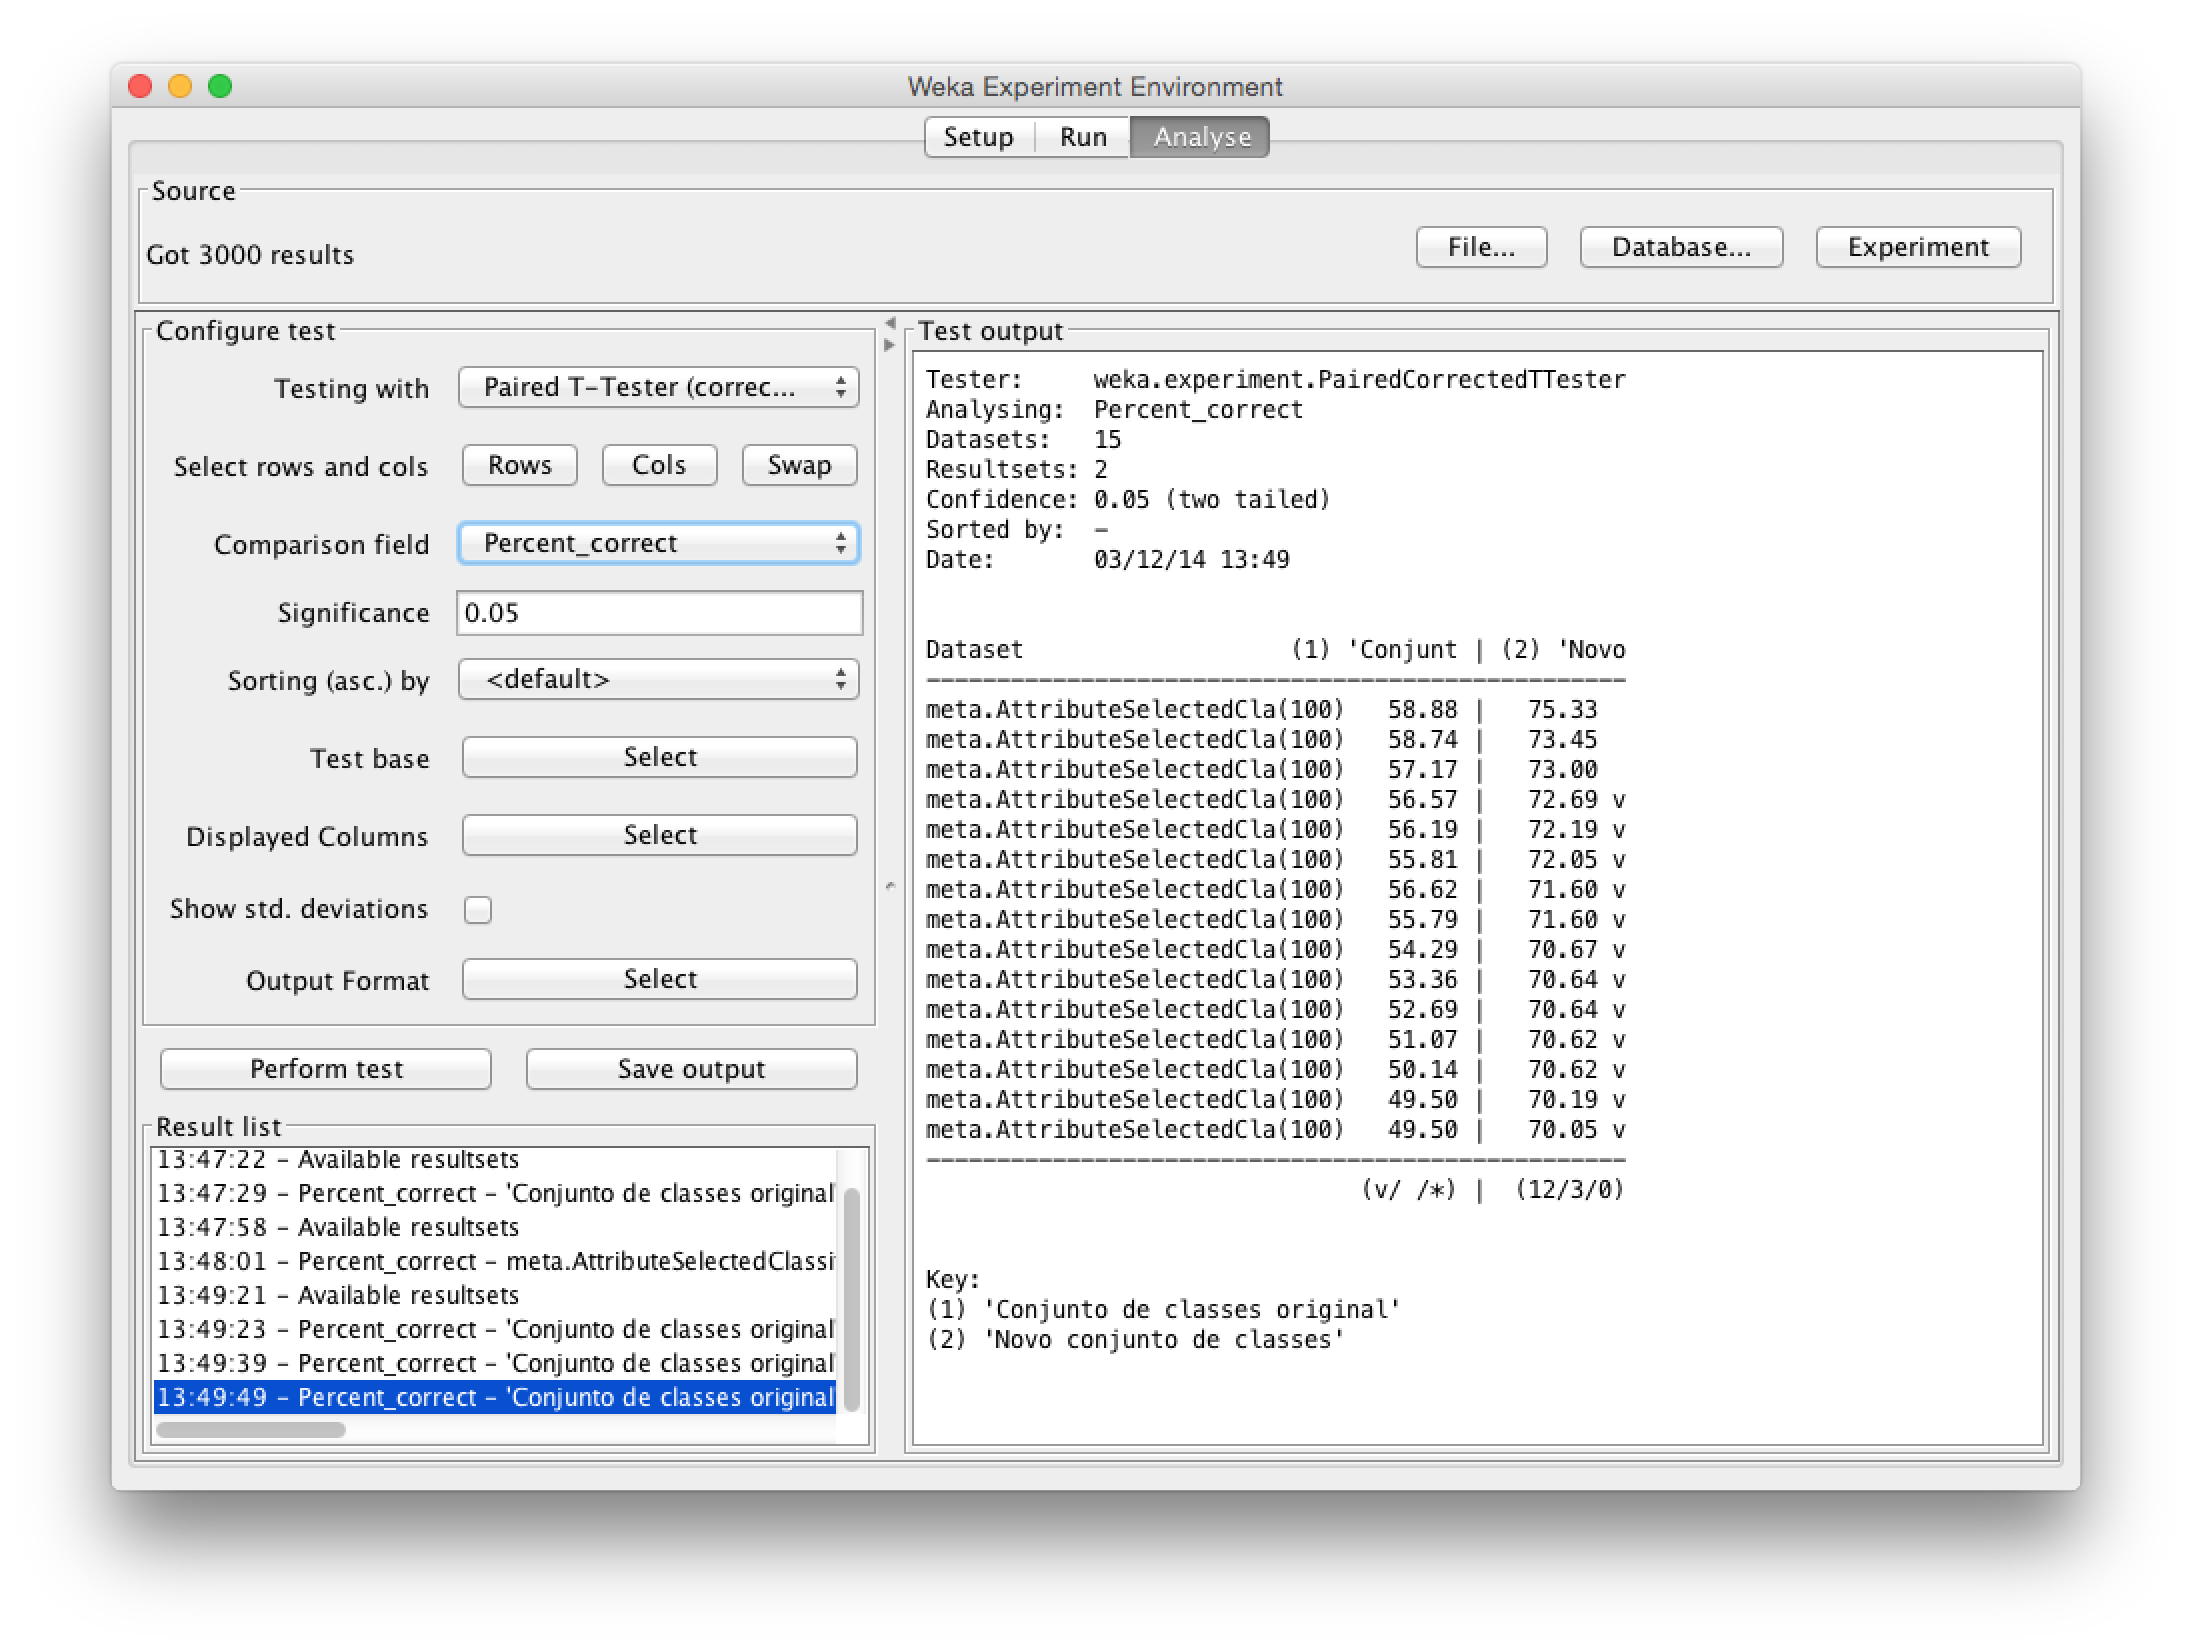 Weka Experiment Environment
Setup Run Analyse
Source
Got 3000 results
File... Database... Experiment
Configure test
Testing with Paired T-Tester (correc...
Select rows and cols Rows Cols Swap
Comparison field Percent_correct
Significance 0.05
Sorting (asc.) by <default>
Test base Select
Displayed Columns Select
Show std. deviations
Output Format Select
Perform test Save output
Result list
13:47:22 - Available resultsets
13:47:29 - Percent_correct - 'Conjunto de classes original'
13:47:58 - Available resultsets
13:48:01 - Percent_correct - meta.AttributeSelectedClassi
13:49:21 - Available resultsets
13:49:23 - Percent_correct - 'Conjunto de classes original'
13:49:39 - Percent_correct - 'Conjunto de classes original'
13:49:49 - Percent_correct - 'Conjunto de classes original'
Test output
Tester: weka.experiment.PairedCorrectedTTester
Analysing: Percent_correct
Datasets: 15
Resultsets: 2
Confidence: 0.05 (two tailed)
Sorted by: -
Date: 03/12/14 13:49
Dataset (1) 'Conjunt | (2) 'Novo
--------------------------------------------------
meta.AttributeSelectedCla(100) 58.88 | 75.33
meta.AttributeSelectedCla(100) 58.74 | 73.45
meta.AttributeSelectedCla(100) 57.17 | 73.00
meta.AttributeSelectedCla(100) 56.57 | 72.69 v
meta.AttributeSelectedCla(100) 56.19 | 72.19 v
meta.AttributeSelectedCla(100) 55.81 | 72.05 v
meta.AttributeSelectedCla(100) 56.62 | 71.60 v
meta.AttributeSelectedCla(100) 55.79 | 71.60 v
meta.AttributeSelectedCla(100) 54.29 | 70.67 v
meta.AttributeSelectedCla(100) 53.36 | 70.64 v
meta.AttributeSelectedCla(100) 52.69 | 70.64 v
meta.AttributeSelectedCla(100) 51.07 | 70.62 v
meta.AttributeSelectedCla(100) 50.14 | 70.62 v
meta.AttributeSelectedCla(100) 49.50 | 70.19 v
meta.AttributeSelectedCla(100) 49.50 | 70.05 v
--------------------------------------------------
(v/ /*) | (12/3/0)
Key:
(1) 'Conjunto de classes original'
(2) 'Novo conjunto de classes'